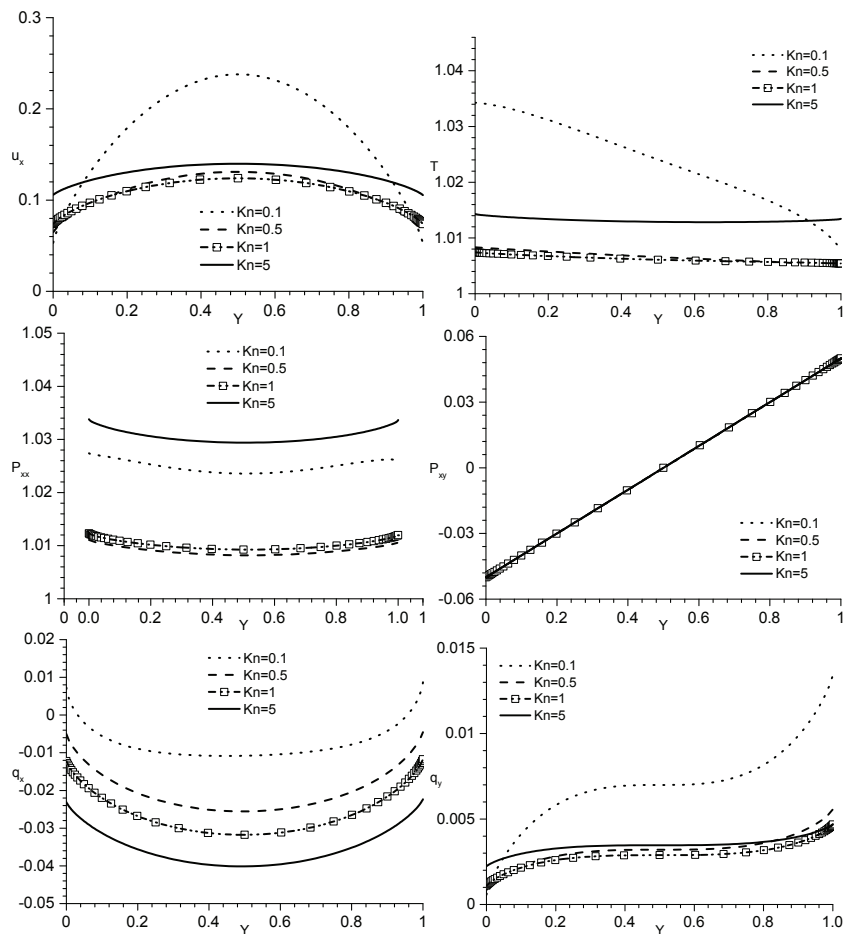 0.3
0.2
0.1
0
u_x
0 0.2 0.4 0.6 0.8 1
Y
Kn=0.1
Kn=0.5
Kn=1
Kn=5
1.04
1.03
1.02
1.01
1
T
0 0.2 0.4 0.6 0.8 1
Y
Kn=0.1
Kn=0.5
Kn=1
Kn=5
1.05
1.04
1.03
1.02
1.01
1
P_xx
0 0.0 0.2 0.4 0.6 0.8 1.0 1
Y
Kn=0.1
Kn=0.5
Kn=1
Kn=5
0.06
0.03
0
-0.03
-0.06
P_xy
0 0.2 0.4 0.6 0.8 1
Y
Kn=0.1
Kn=0.5
Kn=1
Kn=5
0.02
0.01
0
-0.01
-0.02
-0.03
-0.04
-0.05
q_x
0 0.2 0.4 0.6 0.8 1
Y
Kn=0.1
Kn=0.5
Kn=1
Kn=5
0.015
0.010
0.005
0
q_y
0 0.2 0.4 0.6 0.8 1.0
Y
Kn=0.1
Kn=0.5
Kn=1
Kn=5